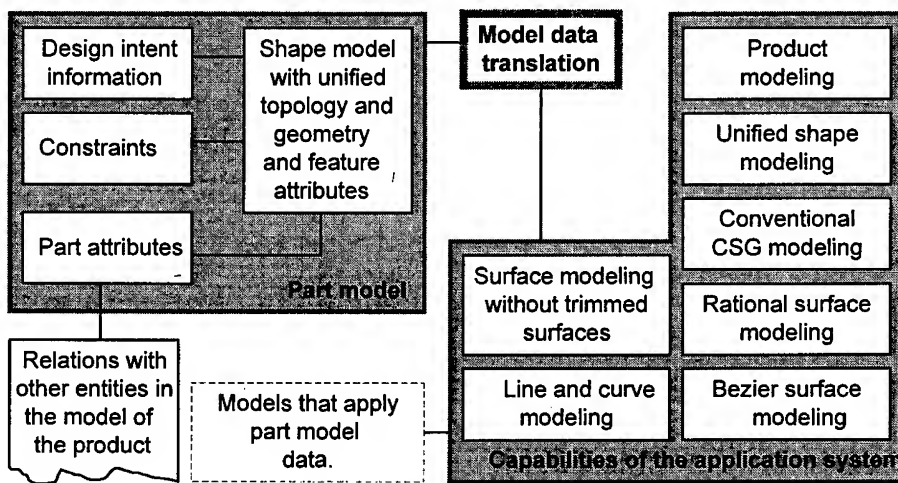 Design intent
information
Constraints
Part attributes
Shape model
with unified
topology and
geometry
and feature
attributes
Part model
Relations with
other entities in
the model of
the product
Model data
translation
Models that apply
part model
data.
Surface modeling
without trimmed
surfaces
Line and curve
modeling
Product
modeling
Unified shape
modeling
Conventional
CSG modeling
Rational surface
modeling
Bezier surface
modeling
Capabilities of the application system